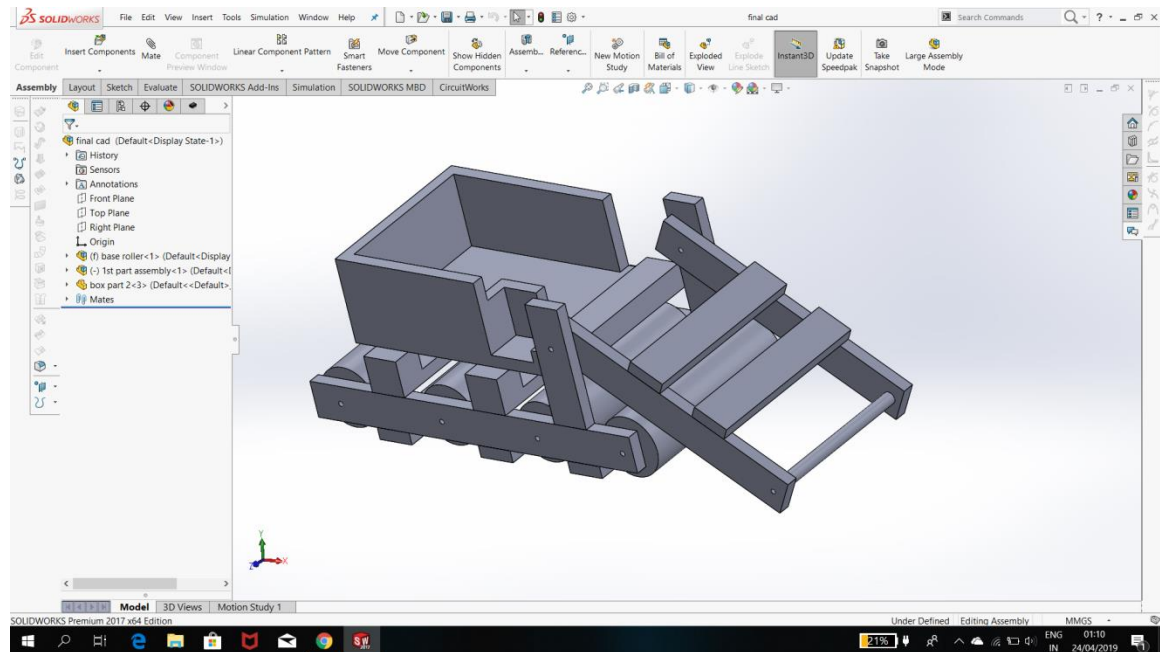 SOLIDWORKS File Edit View Insert Tools Simulation Window Help final cad Search Commands ?
Edit Component
Insert Components
Mate
Component Preview Window
Linear Component Pattern
Smart Fasteners
Move Component
Show Hidden Components
Assemb...
Referenc...
New Motion Study
Bill of Materials
Exploded View
Explode Line Sketch
Instant3D
Update Speedpak
Take Snapshot
Large Assembly Mode
Assembly Layout Sketch Evaluate SOLIDWORKS Add-Ins Simulation SOLIDWORKS MBD CircuitWorks
final cad (Default<Display State-1>)
History
Sensors
Annotations
Front Plane
Top Plane
Right Plane
Origin
(f) base roller<1> (Default<Display
(-) 1st part assembly<1> (Default<
box part 2<3> (Default<<Default>
Mates
Y
X
Z
Model 3D Views Motion Study 1
SOLIDWORKS Premium 2017 x64 Edition Under Defined Editing Assembly MMGS
SW
2017
21%
ENG 01:10
IN 24/04/2019